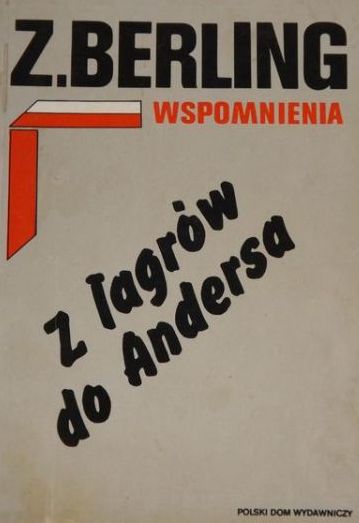 Z. BERLING
WSPOMNIENIA
Z łagrów
do Andersa
POLSKI DOM WYDAWNICZY